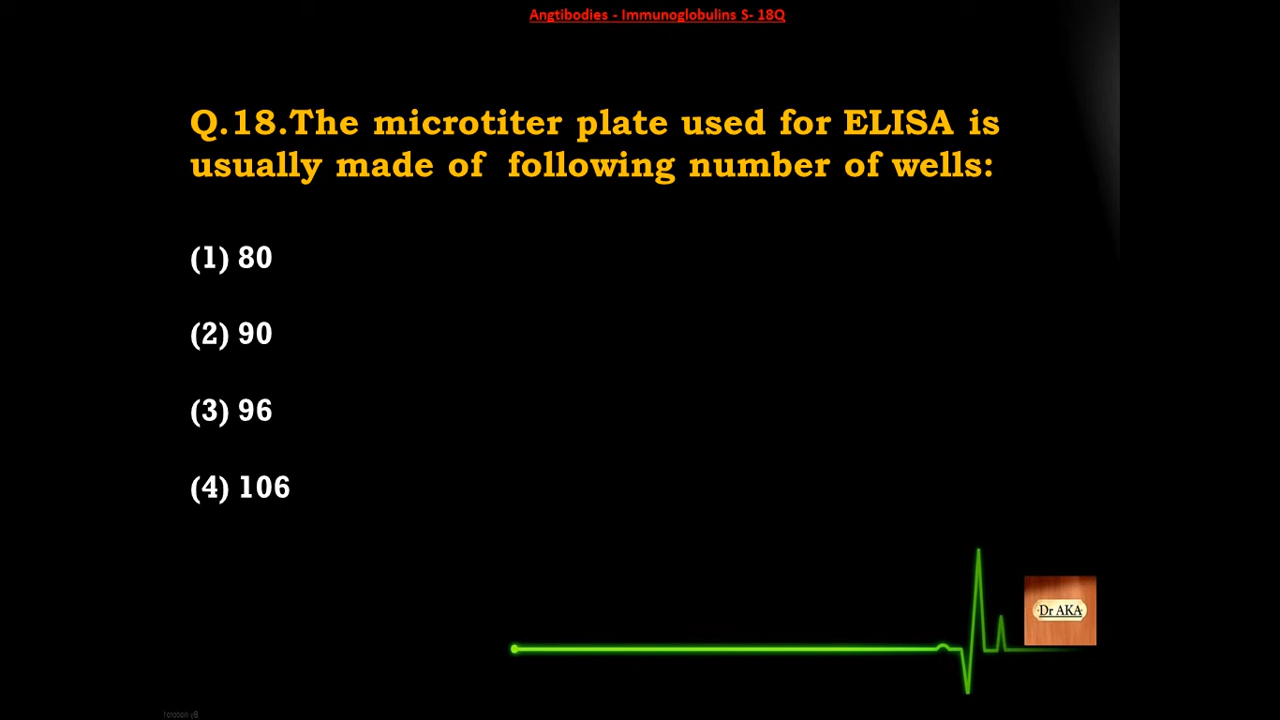 Angtibodies - Immunoglobulins S- 18Q
Q.18.The microtiter plate used for ELISA is
usually made of following number of wells:
(1) 80
(2) 90
(3) 96
(4) 106
Dr AKA